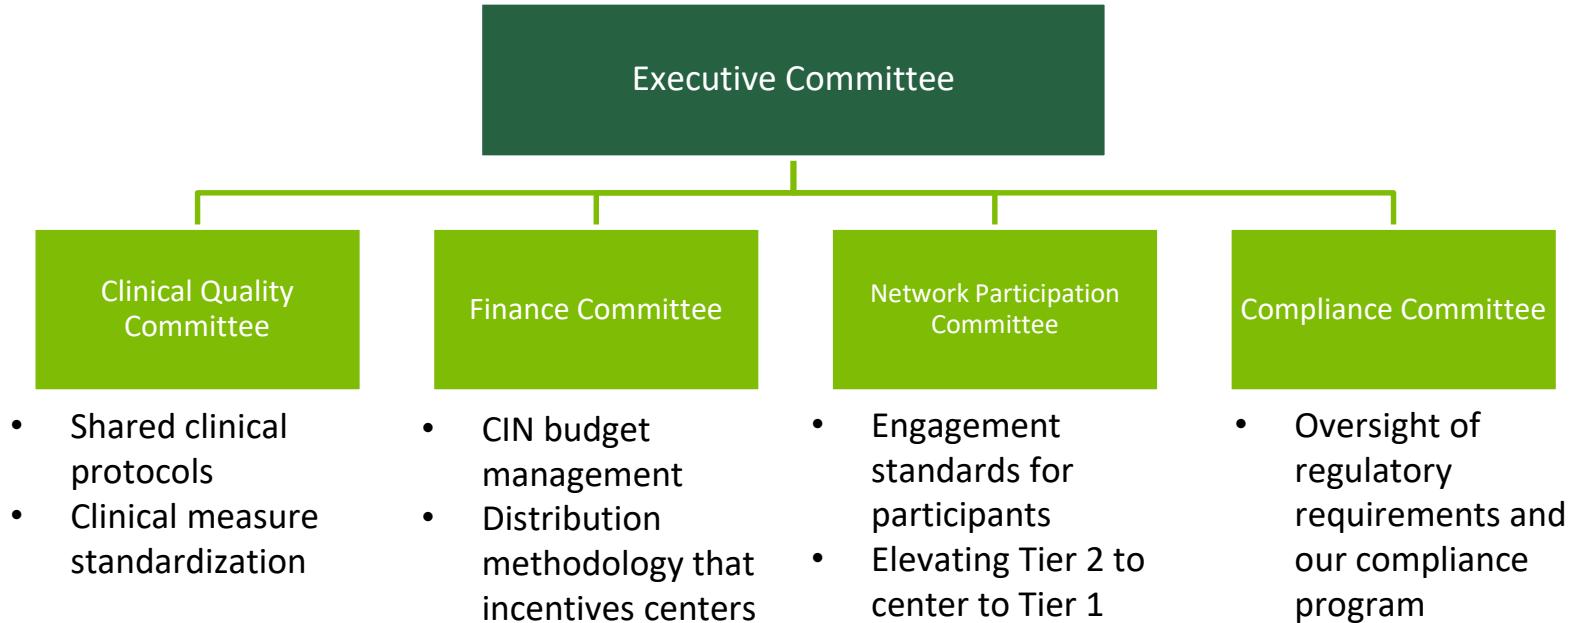 Executive Committee
Clinical Quality
Committee
Finance Committee
Network Participation
Committee
Compliance Committee
• Shared clinical
protocols
• Clinical measure
standardization
• CIN budget
management
• Distribution
methodology that
incentives centers
• Engagement
standards for
participants
• Elevating Tier 2 to
center to Tier 1
• Oversight of
regulatory
requirements and
our compliance
program